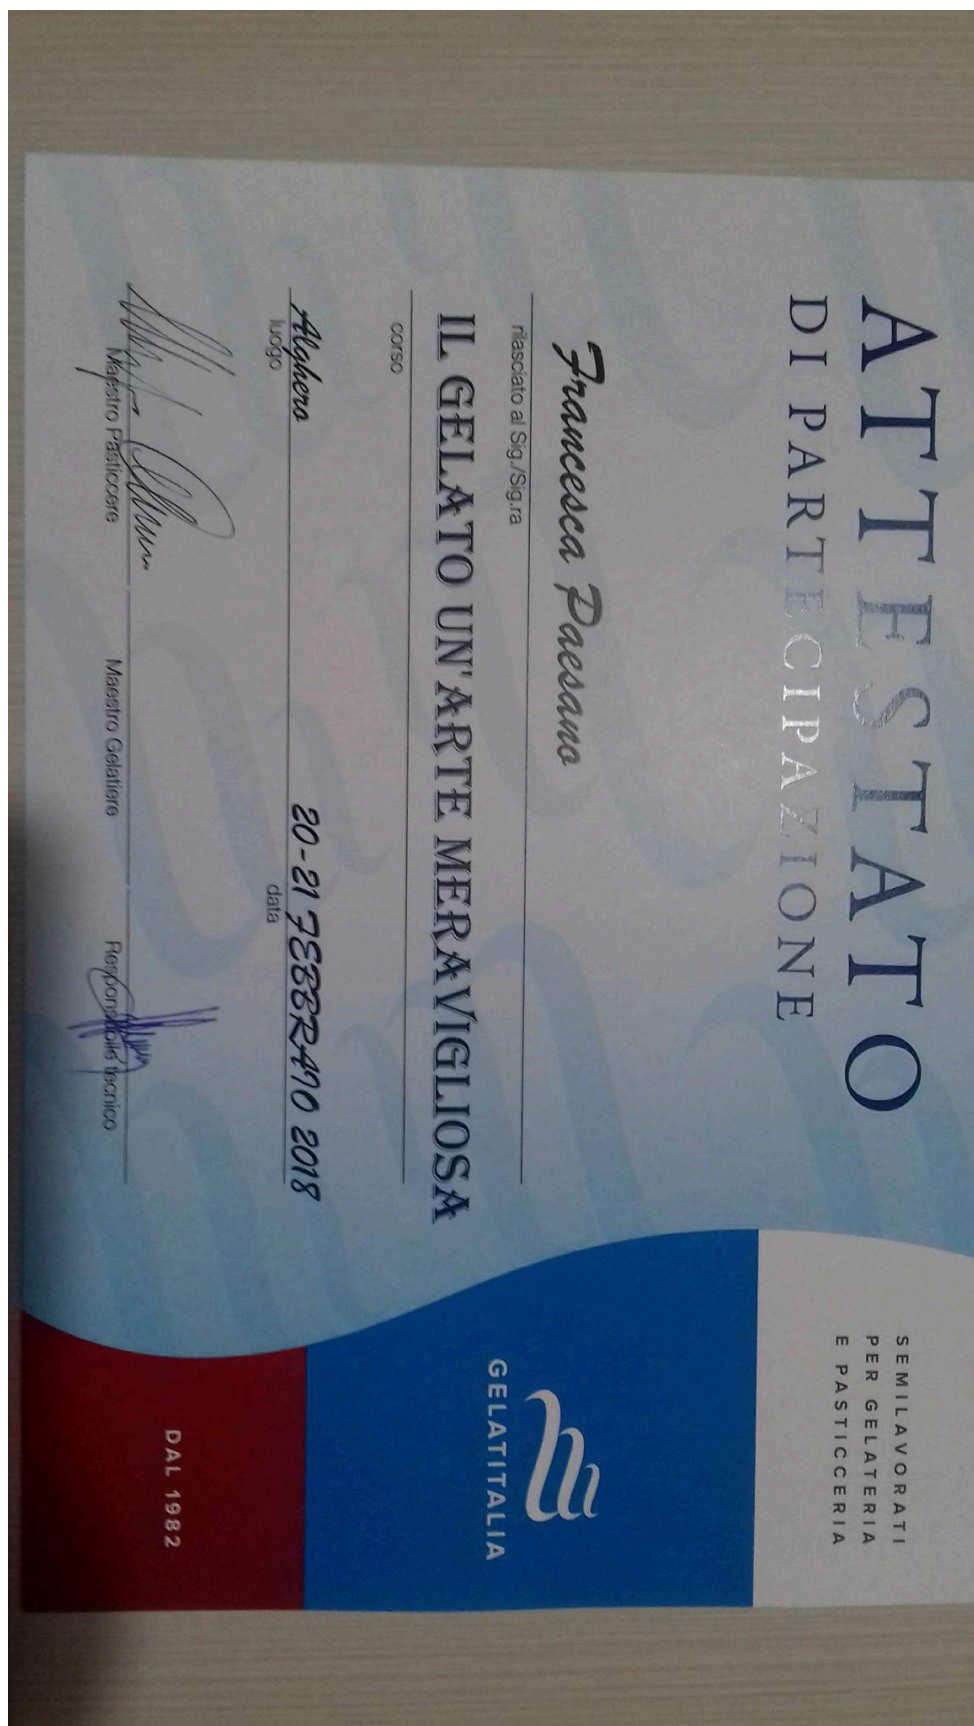 ATTESTATO
DI PARTECIPAZIONE
Francesca Paesano
rilasciato al Sig./Sig.ra
IL GELATO UN'ARTE MERAVIGLIOSA
corso
Alghero
luogo
20-21 FEBBRAIO 2018
data
Maestro Pasticcere
Maestro Gelatiere
Responsabile tecnico
SEMILAVORATI
PER GELATERIA
E PASTICCERIA
GELATITALIA
DAL 1982